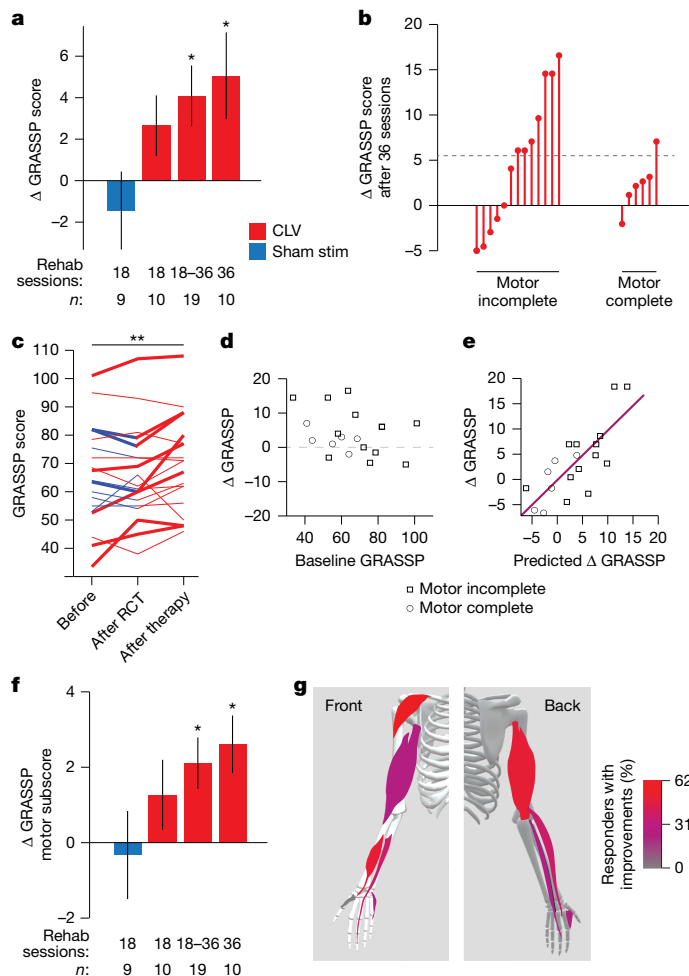 a
Δ GRASSP score
6
4
2
0
−2
*
*
CLV
Sham stim
Rehab
sessions:
18 18 18–36 36
n: 9 10 19 10
b
Δ GRASSP score
after 36 sessions
20
15
10
5
0
−5
Motor
incomplete
Motor
complete
c
**
GRASSP score
110
100
90
80
70
60
50
40
Before
After RCT
After therapy
d
Δ GRASSP
20
10
0
−10
−20
40 60 80 100
Baseline GRASSP
e
Δ GRASSP
20
15
10
5
0
−5
−5 0 5 10 15 20
Predicted Δ GRASSP
Motor incomplete
Motor complete
f
Δ GRASSP
motor subscore
4
2
0
−2
*
*
Rehab
sessions:
18 18 18–36 36
n: 9 10 19 10
g
Front
Back
Responders with
improvements (%)
62
0